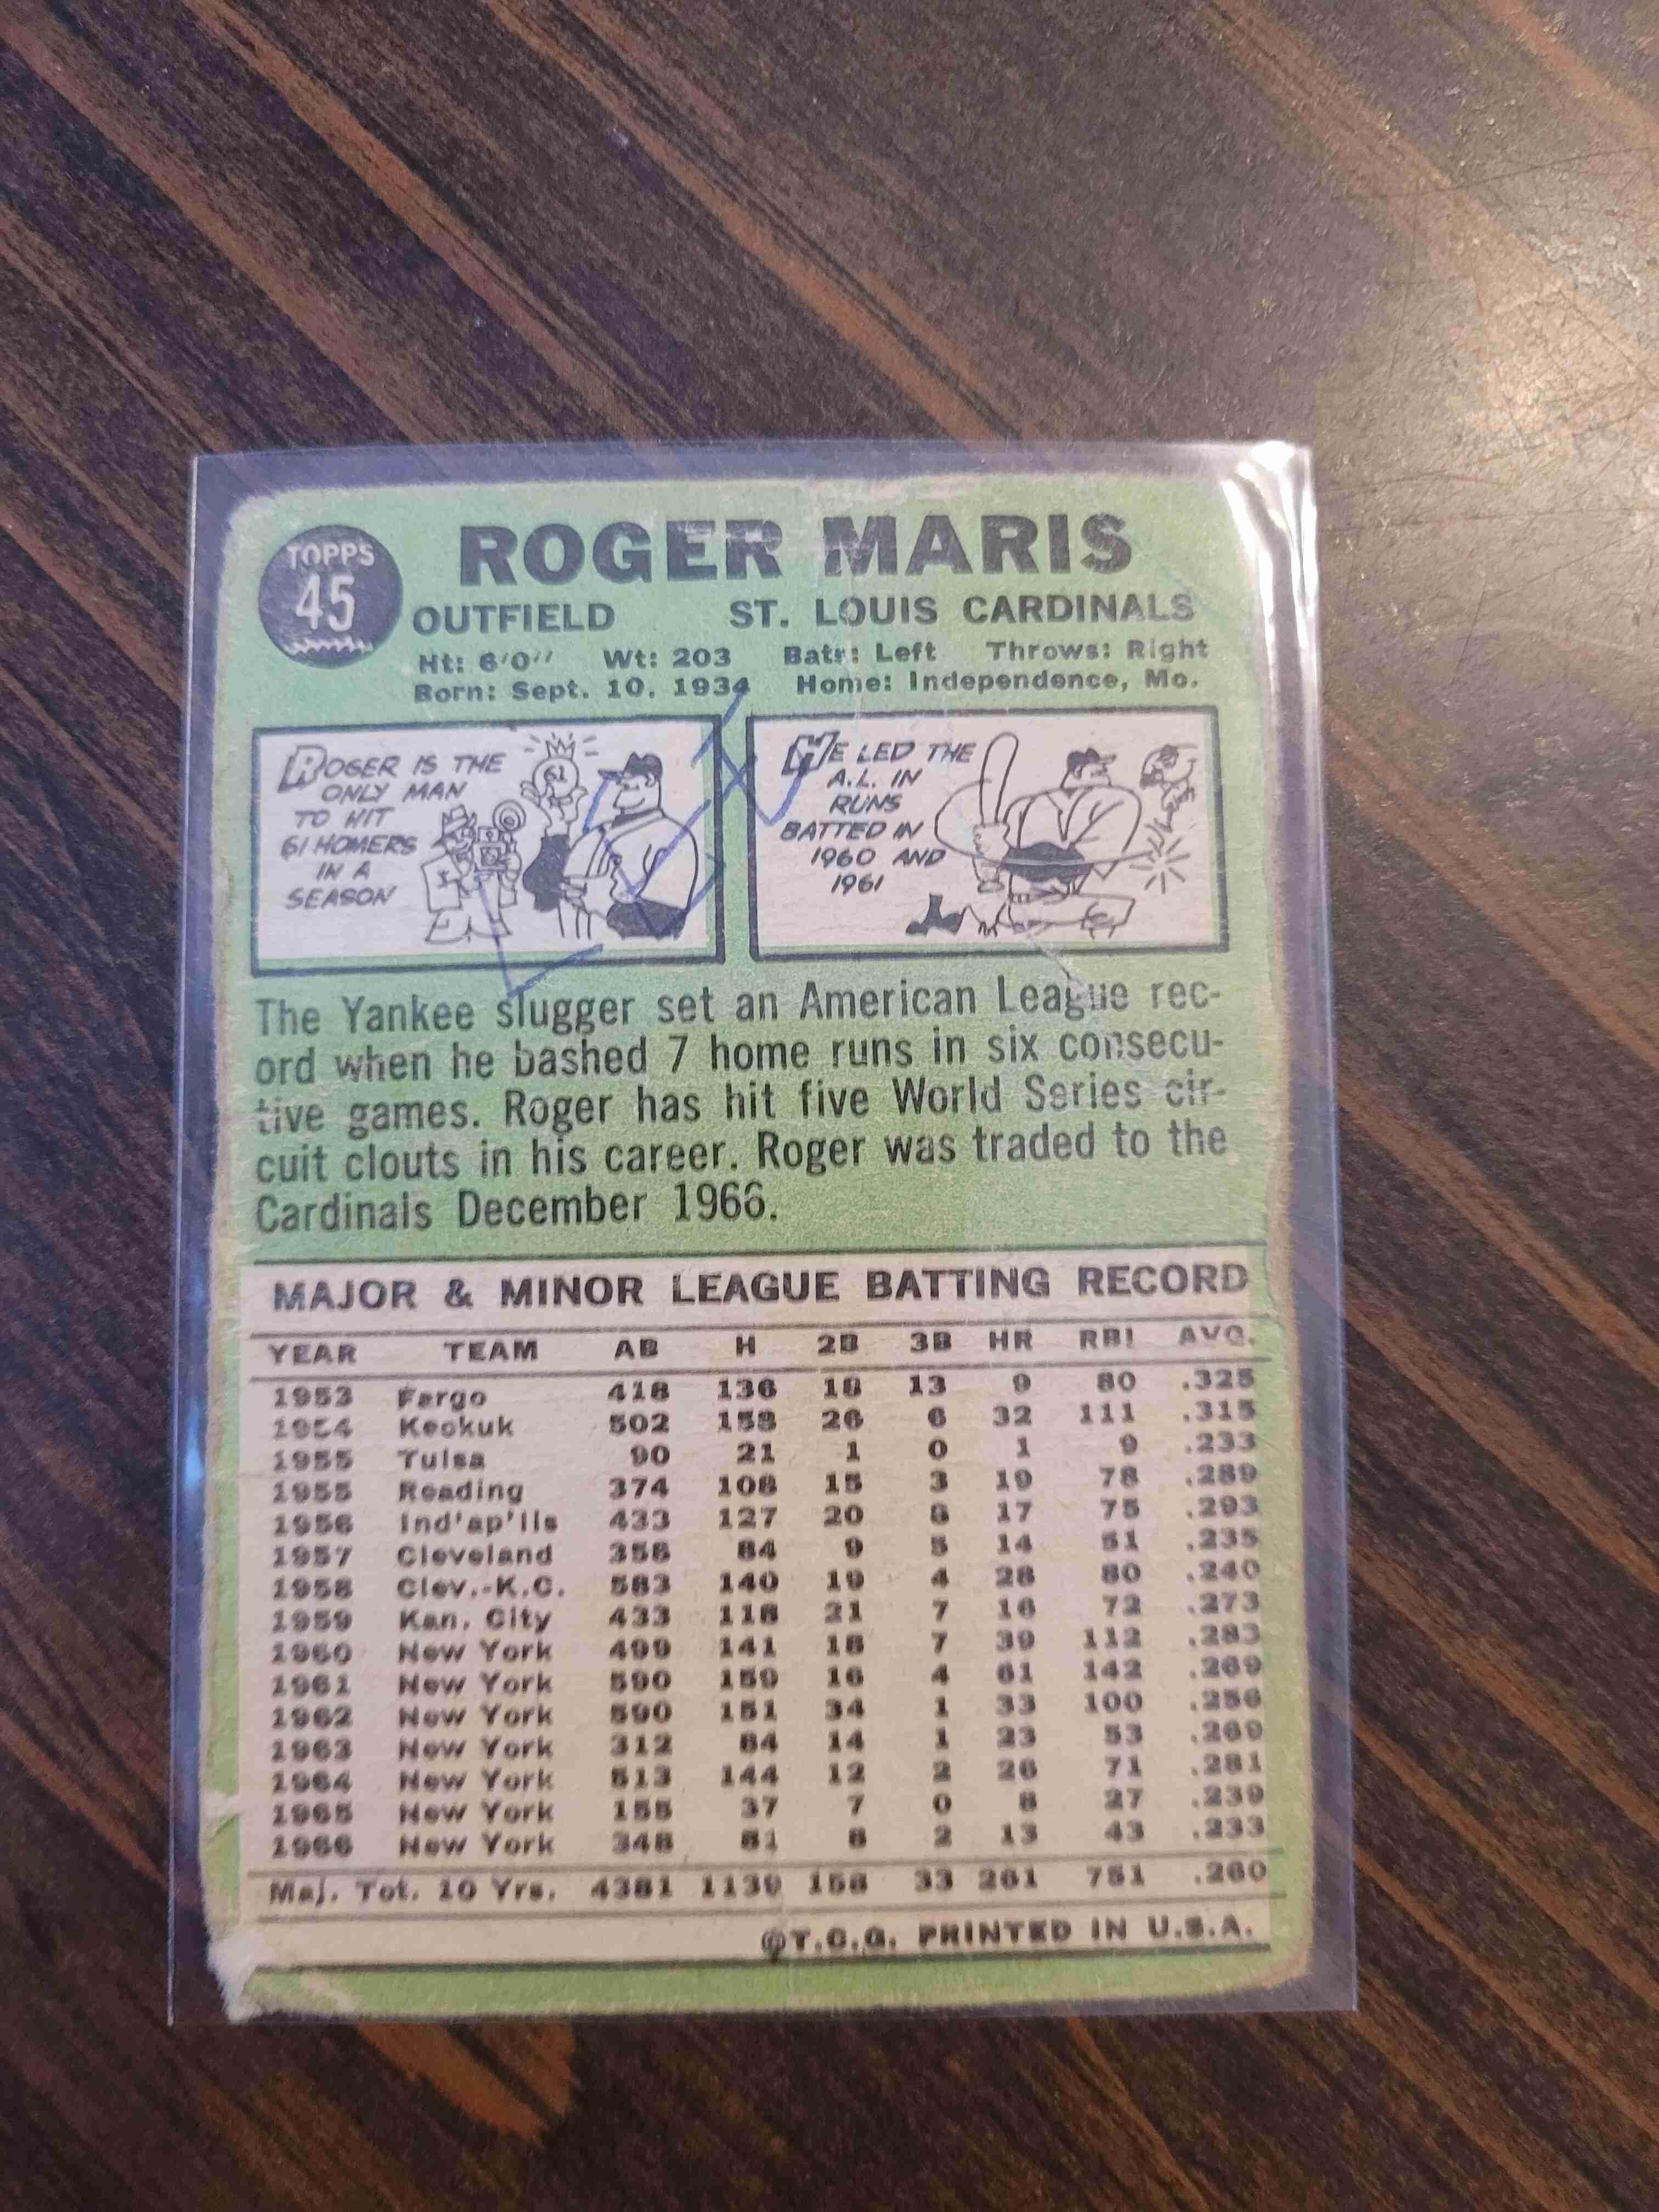 TOPPS
45
ROGER MARIS
OUTFIELD ST. LOUIS CARDINALS
Ht: 6'0" Wt: 203 Bats: Left Throws: Right
Born: Sept. 10, 1934 Home: Independence, Mo.
ROGER IS THE
ONLY MAN
TO HIT
61 HOMERS
IN A
SEASON
61
HE LED THE
A.L. IN
RUNS
BATTED IN
1960 AND
1961
The Yankee slugger set an American League rec-
ord when he bashed 7 home runs in six consecu-
tive games. Roger has hit five World Series cir-
cuit clouts in his career. Roger was traded to the
Cardinals December 1966.
MAJOR & MINOR LEAGUE BATTING RECORD
YEAR TEAM AB H 2B 3B HR RBI AVG.
1953 Fargo 418 136 18 13 9 80 .325
1954 Keokuk 502 158 26 6 32 111 .315
1955 Tulsa 90 21 1 0 1 9 .233
1955 Reading 374 108 15 3 19 78 .289
1956 Ind'ap'lis 433 127 20 8 17 75 .293
1957 Cleveland 358 84 9 5 14 51 .235
1958 Clev.-K.C. 583 140 19 4 28 80 .240
1959 Kan. City 433 118 21 7 16 72 .273
1960 New York 499 141 18 7 39 112 .283
1961 New York 590 159 16 4 61 142 .269
1962 New York 590 151 34 1 33 100 .256
1963 New York 312 84 14 1 23 53 .269
1964 New York 513 144 12 2 26 71 .281
1965 New York 155 37 7 0 8 27 .239
1966 New York 348 81 8 2 13 43 .233
Maj. Tot. 10 Yrs. 4381 1139 158 33 261 751 .260
©T.C.G. PRINTED IN U.S.A.